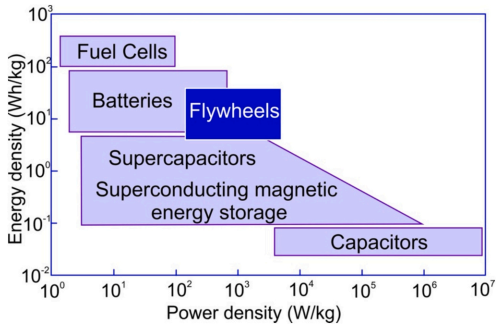 10³
10²
10¹
10⁰
10⁻¹
10⁻²
Energy density (Wh/kg)
Fuel Cells
Batteries
Flywheels
Supercapacitors
Superconducting magnetic
energy storage
Capacitors
10⁰ 10¹ 10² 10³ 10⁴ 10⁵ 10⁶ 10⁷
Power density (W/kg)